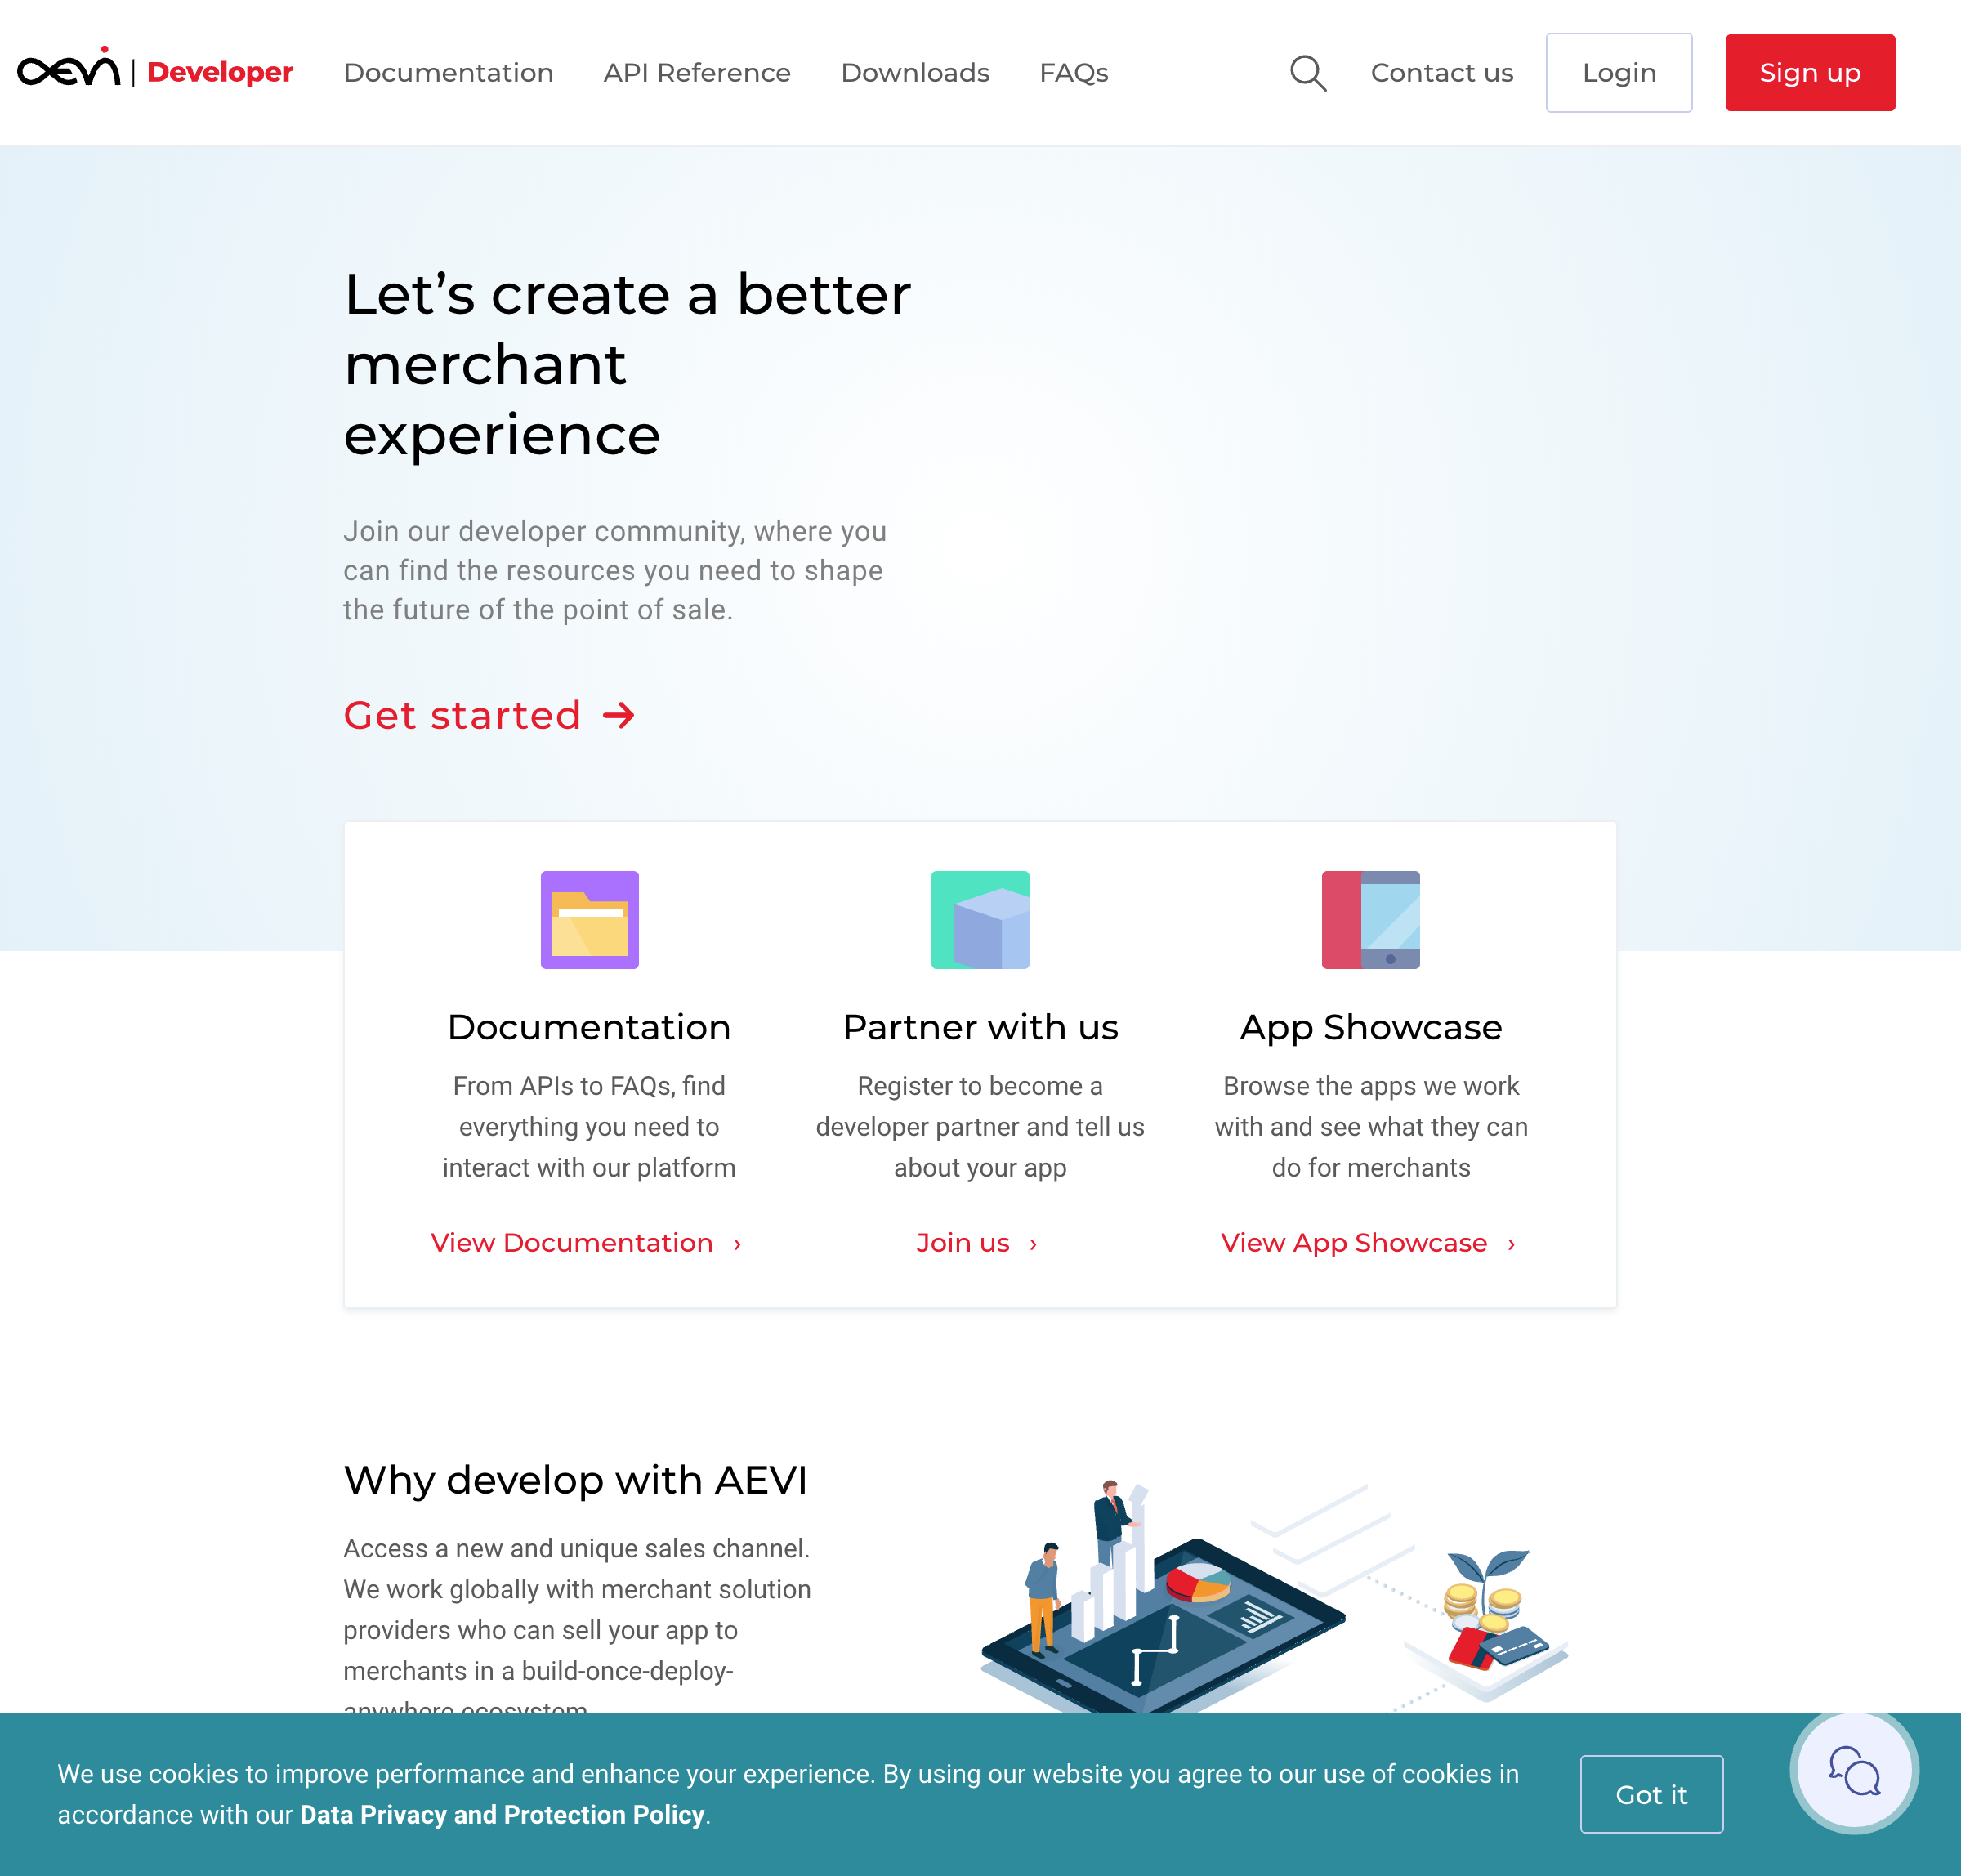 aevi | Developer
Documentation
API Reference
Downloads
FAQs
Contact us
Login
Sign up
Let’s create a better
merchant
experience
Join our developer community, where you
can find the resources you need to shape
the future of the point of sale.
Get started →
Documentation
From APIs to FAQs, find
everything you need to
interact with our platform
View Documentation ›
Partner with us
Register to become a
developer partner and tell us
about your app
Join us ›
App Showcase
Browse the apps we work
with and see what they can
do for merchants
View App Showcase ›
Why develop with AEVI
Access a new and unique sales channel.
We work globally with merchant solution
providers who can sell your app to
merchants in a build-once-deploy-
anywhere ecosystem
We use cookies to improve performance and enhance your experience. By using our website you agree to our use of cookies in
accordance with our Data Privacy and Protection Policy.
Got it